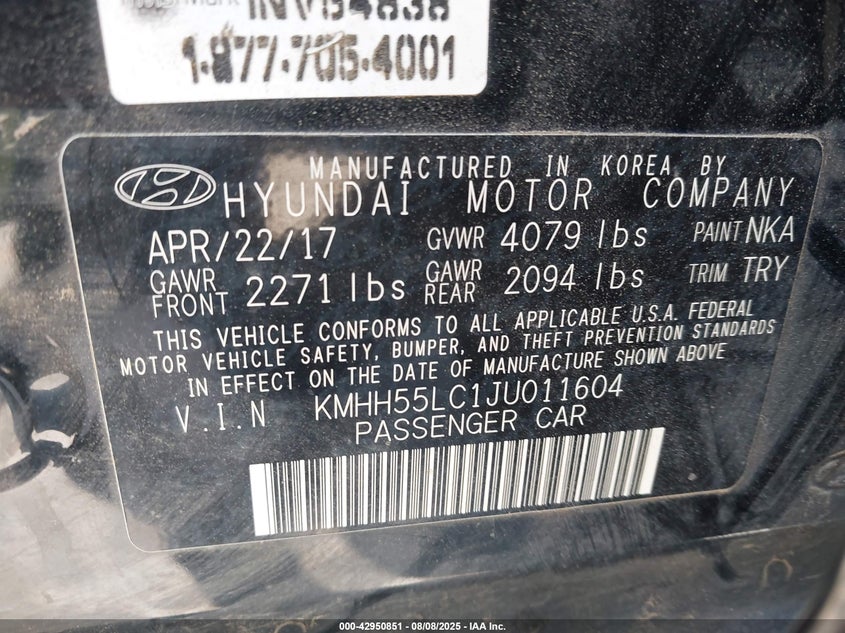 1-877-705-4001
MANUFACTURED IN KOREA BY
HYUNDAI MOTOR COMPANY
APR/22/17 GVWR 4079 lbs PAINT NKA
GAWR FRONT 2271 lbs GAWR REAR 2094 lbs TRIM TRY
THIS VEHICLE CONFORMS TO ALL APPLICABLE U.S.A. FEDERAL
MOTOR VEHICLE SAFETY, BUMPER, AND THEFT PREVENTION STANDARDS
IN EFFECT ON THE DATE OF MANUFACTURE SHOWN ABOVE
V.I.N KMHH55LC1JU011604
PASSENGER CAR
000-42950851 - 08/08/2025 - IAA Inc.